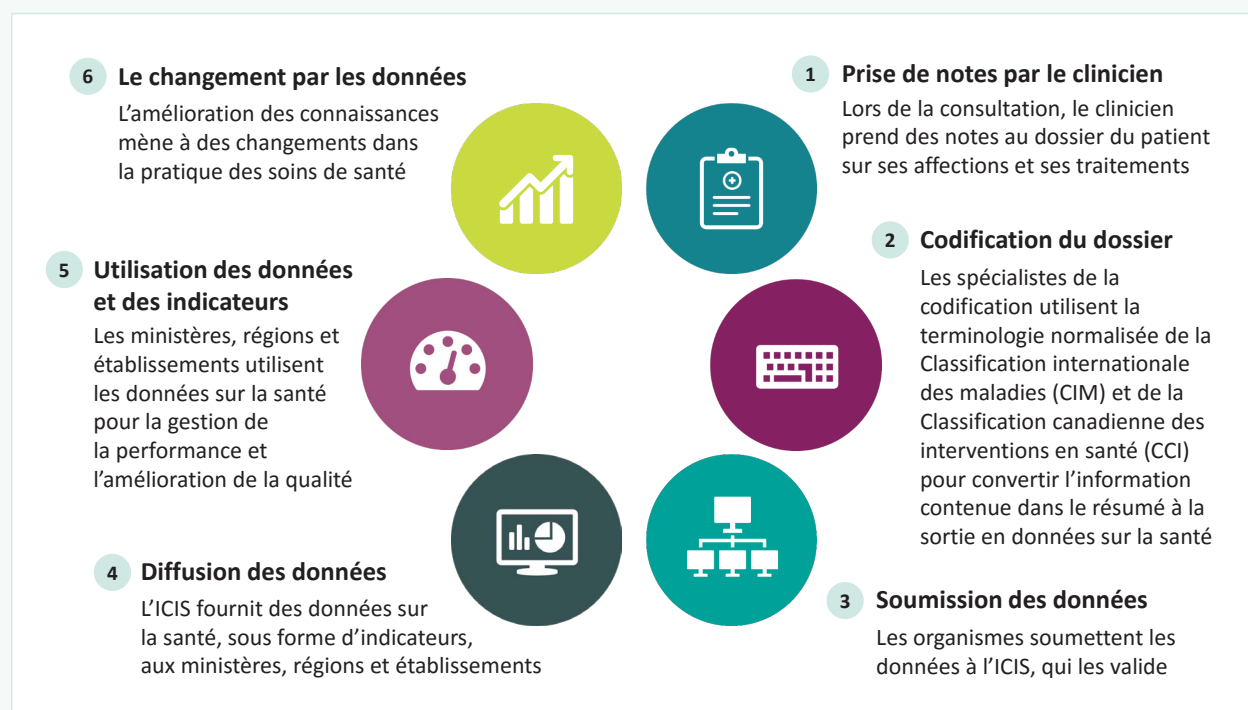 1 Prise de notes par le clinicien
Lors de la consultation, le clinicien
prend des notes au dossier du patient
sur ses affections et ses traitements
2 Codification du dossier
Les spécialistes de la
codification utilisent la
terminologie normalisée de la
Classification internationale
des maladies (CIM) et de la
Classification canadienne des
interventions en santé (CCI)
pour convertir l’information
contenue dans le résumé à la
sortie en données sur la santé
3 Soumission des données
Les organismes soumettent les
données à l’ICIS, qui les valide
4 Diffusion des données
L’ICIS fournit des données sur
la santé, sous forme d’indicateurs,
aux ministères, régions et établissements
5 Utilisation des données
et des indicateurs
Les ministères, régions et
établissements utilisent
les données sur la santé
pour la gestion de
la performance et
l’amélioration de la qualité
6 Le changement par les données
L’amélioration des connaissances
mène à des changements dans
la pratique des soins de santé